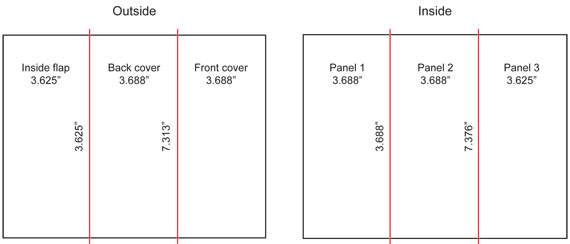 Outside
Inside flap
3.625”
Back cover
3.688”
Front cover
3.688”
3.625”
7.313”
Inside
Panel 1
3.688”
Panel 2
3.688”
Panel 3
3.625”
3.688”
7.376”